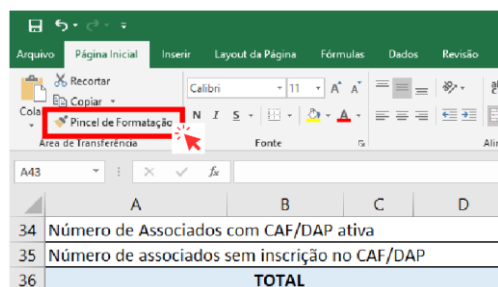 Arquivo Página Inicial Inserir Layout da Página Fórmulas Dados Revisão
Recortar
Calibri 11 A A
Copiar
Cola
Pincel de Formatação N I S A
Área de Transferência Fonte
A43 fx
A B C D
34 Número de Associados com CAF/DAP ativa
35 Número de associados sem inscrição no CAF/DAP
36 TOTAL